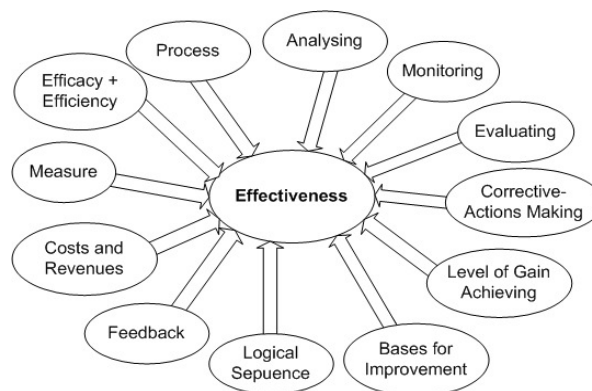 Process
Analysing
Monitoring
Efficacy +
Efficiency
Evaluating
Measure
Effectiveness
Corrective-
Actions Making
Costs and
Revenues
Level of Gain
Achieving
Feedback
Logical
Sepuence
Bases for
Improvement